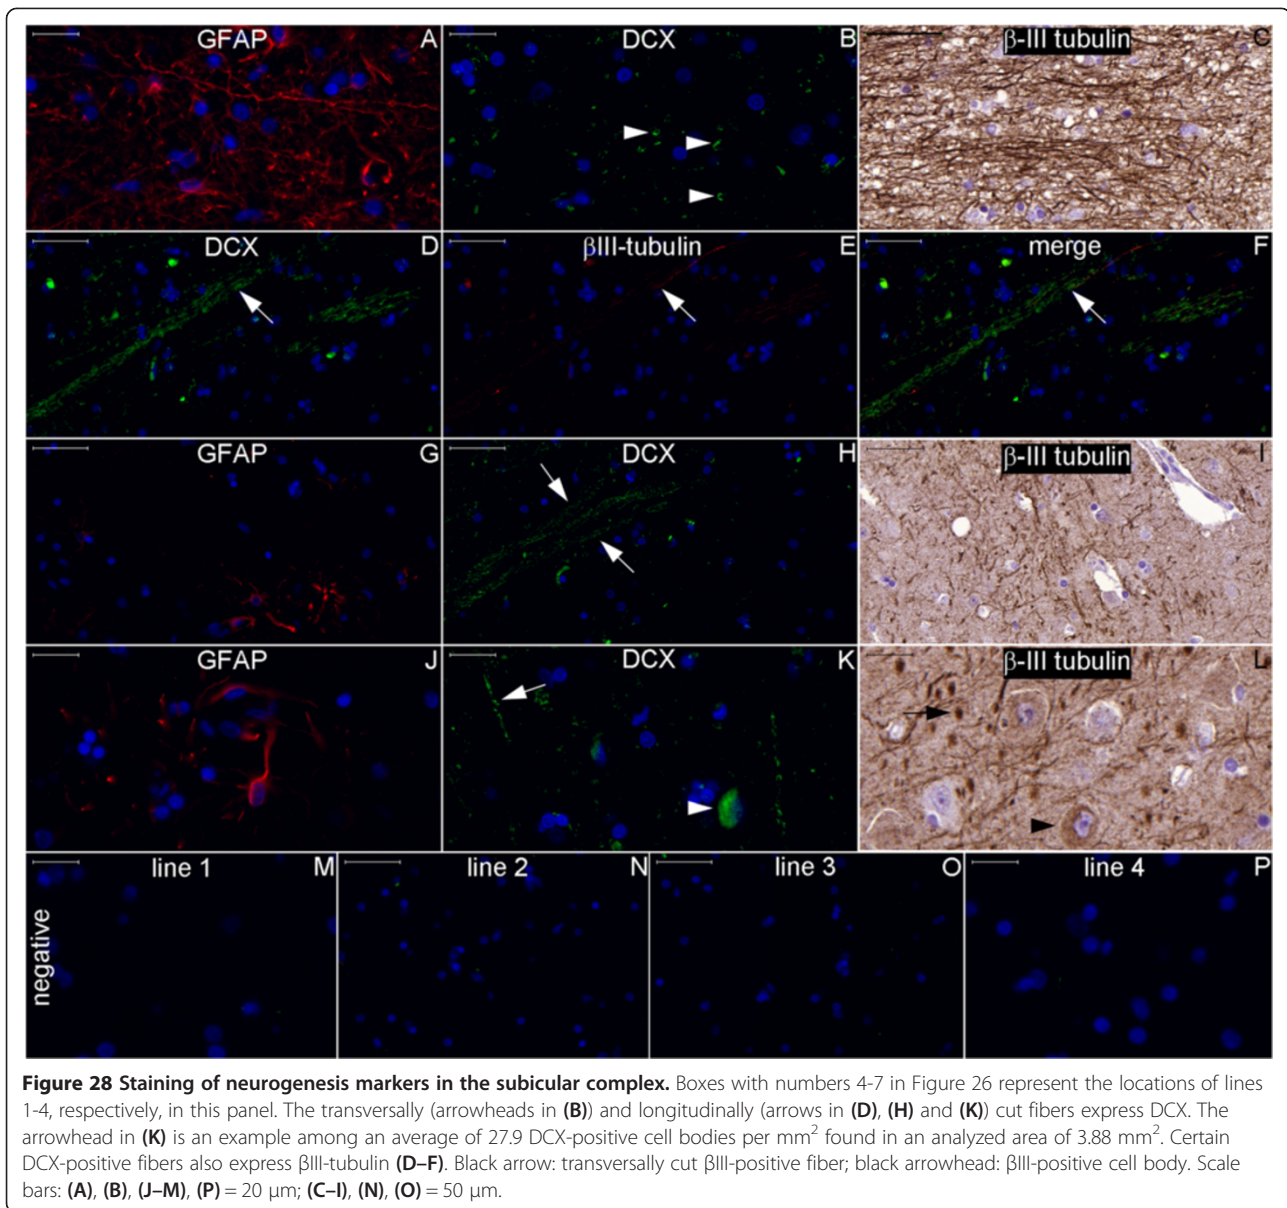 GFAP A DCX B β-III tubulin C
DCX D βIII-tubulin E merge F
GFAP G DCX H β-III tubulin I
GFAP J DCX K β-III tubulin L
line 1 M line 2 N line 3 O line 4 P
negative
Figure 28 Staining of neurogenesis markers in the subicular complex. Boxes with numbers 4-7 in Figure 26 represent the locations of lines
1-4, respectively, in this panel. The transversally (arrowheads in (B)) and longitudinally (arrows in (D), (H) and (K)) cut fibers express DCX. The
arrowhead in (K) is an example among an average of 27.9 DCX-positive cell bodies per mm² found in an analyzed area of 3.88 mm². Certain
DCX-positive fibers also express βIII-tubulin (D–F). Black arrow: transversally cut βIII-positive fiber; black arrowhead: βIII-positive cell body. Scale
bars: (A), (B), (J–M), (P) = 20 μm; (C–I), (N), (O) = 50 μm.